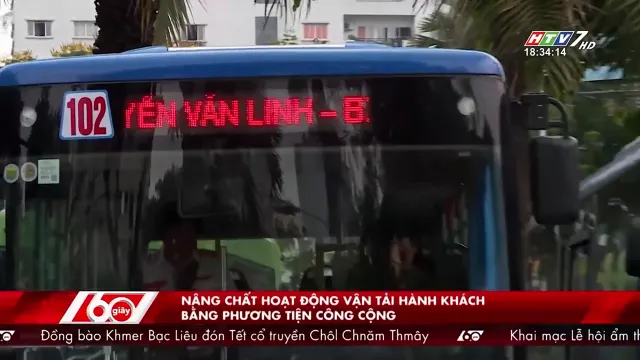 HTV7 HD
18:34:14
102
YỄN VĂN LINH – B
60 giây
NÂNG CHẤT HOẠT ĐỘNG VẬN TẢI HÀNH KHÁCH
BẰNG PHƯƠNG TIỆN CÔNG CỘNG
Đồng bào Khmer Bạc Liêu đón Tết cổ truyền Chôl Chnăm Thmây
Khai mạc Lễ hội ẩm th